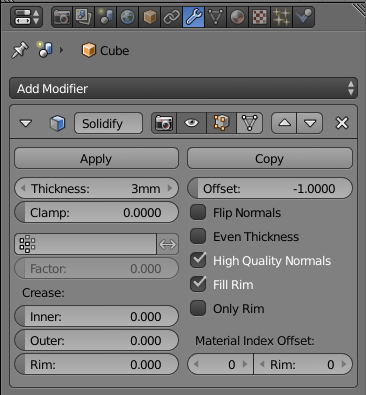 Cube
Add Modifier
Solidify
Apply
Copy
Thickness: 3mm
Offset: -1.0000
Clamp: 0.0000
Flip Normals
Even Thickness
High Quality Normals
Factor: 0.000
Fill Rim
Crease:
Only Rim
Inner: 0.000
Outer: 0.000
Material Index Offset:
Rim: 0.000
0
Rim: 0